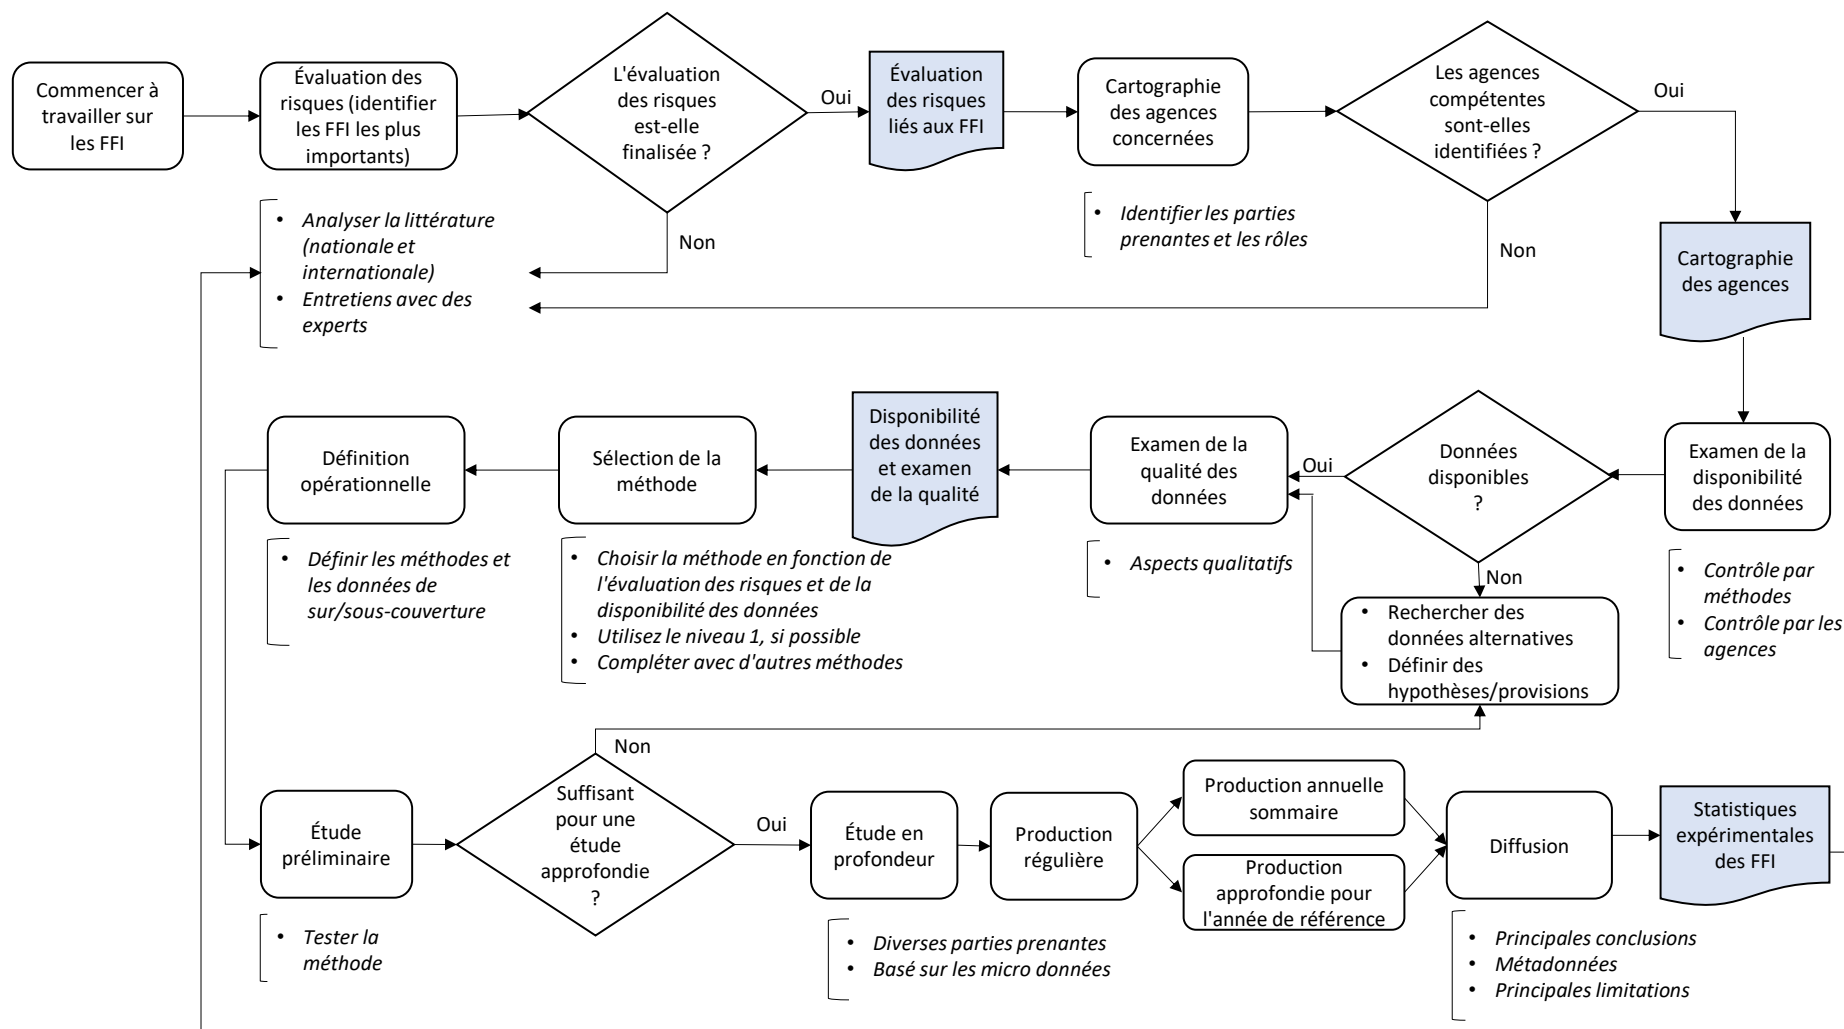 Commencer à
travailler sur
les FFI
Évaluation des
risques (identifier
les FFI les plus
importants)
L'évaluation
des risques
est-elle
finalisée ?
Oui
Non
Évaluation
des risques
liés aux FFI
Cartographie
des agences
concernées
Les agences
compétentes
sont-elles
identifiées ?
Oui
Non
• Analyser la littérature
(nationale et
internationale)
• Entretiens avec des
experts
• Identifier les parties
prenantes et les rôles
Cartographie
des agences
Examen de la
disponibilité
des données
• Contrôle par
méthodes
• Contrôle par les
agences
Données
disponibles
?
Oui
Non
• Rechercher des
données alternatives
• Définir des
hypothèses/provisions
Examen de la
qualité des
données
• Aspects qualitatifs
Disponibilité
des données
et examen
de la qualité
Sélection de la
méthode
• Choisir la méthode en fonction de
l'évaluation des risques et de la
disponibilité des données
• Utilisez le niveau 1, si possible
• Compléter avec d'autres méthodes
Définition
opérationnelle
• Définir les méthodes et
les données de
sur/sous-couverture
Étude
préliminaire
• Tester la
méthode
Suffisant
pour une
étude
approfondie
?
Non
Oui
Étude en
profondeur
• Diverses parties prenantes
• Basé sur les micro données
Production
régulière
Production annuelle
sommaire
Production
approfondie pour
l'année de référence
Diffusion
• Principales conclusions
• Métadonnées
• Principales limitations
Statistiques
expérimentales
des FFI